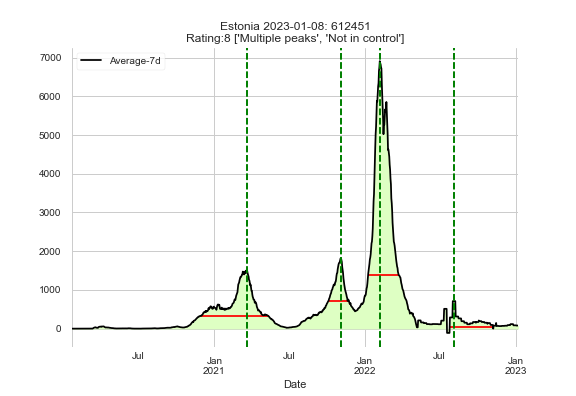 Estonia 2023-01-08: 612451
Rating:8 ['Multiple peaks', 'Not in control']
Average-7d
7000
6000
5000
4000
3000
2000
1000
0
Jul
Jan
2021
Jul
Jan
2022
Jul
Jan
2023
Date